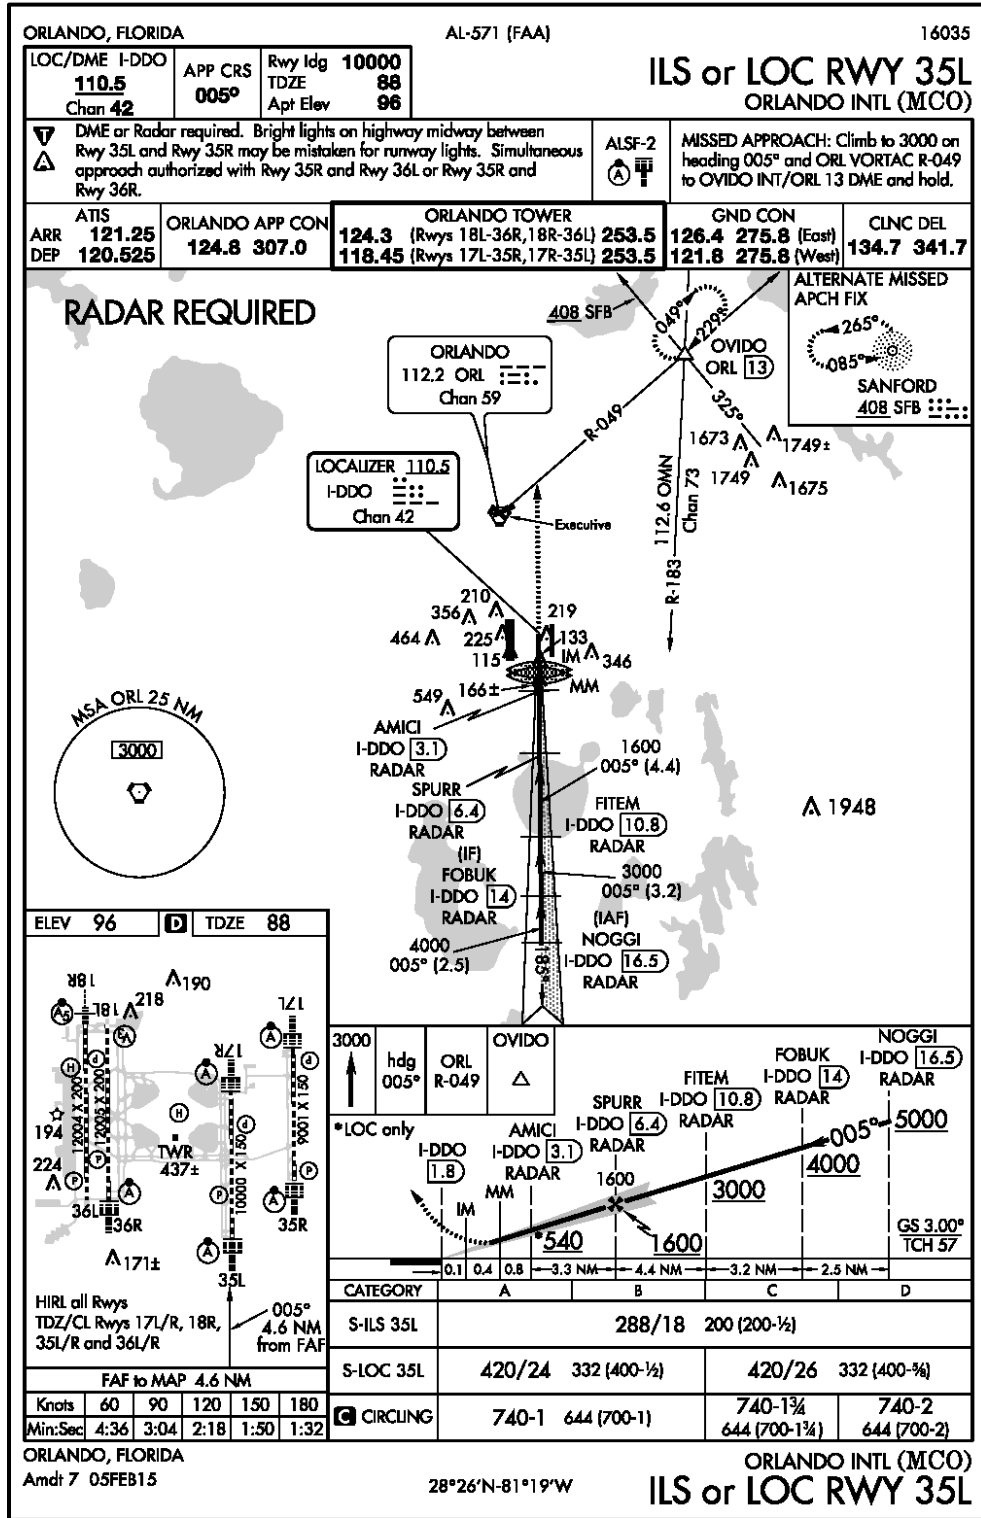 ORLANDO, FLORIDA AL-571 (FAA) 16035
LOC/DME I-DDO
110.5
Chan 42
APP CRS
005°
Rwy Idg 10000
TDZE 88
Apt Elev 96
ILS or LOC RWY 35L
ORLANDO INTL (MCO)
T
A
DME or Radar required. Bright lights on highway midway between
Rwy 35L and Rwy 35R may be mistaken for runway lights. Simultaneous
approach authorized with Rwy 35R and Rwy 36L or Rwy 35R and
Rwy 36R.
ALSF-2
A
MISSED APPROACH: Climb to 3000 on
heading 005° and ORL VORTAC R-049
to OVIDO INT/ORL 13 DME and hold.
ATIS
ARR 121.25
DEP 120.525
ORLANDO APP CON
124.8 307.0
ORLANDO TOWER
124.3 (Rwys 18L-36R,18R-36L) 253.5
118.45 (Rwys 17L-35R,17R-35L) 253.5
GND CON
126.4 275.8 (East)
121.8 275.8 (West)
CLNC DEL
134.7 341.7
RADAR REQUIRED
408 SFB
049°
229°
OVIDO
ORL 13
ALTERNATE MISSED
APCH FIX
265°
085°
SANFORD
408 SFB
ORLANDO
112.2 ORL
Chan 59
R-049
325°
1673
1749±
1749
1675
LOCALIZER 110.5
I-DDO
Chan 42
Executive
112.6 OMN
Chan 73
R-183
210
356
464
225
115
219
133
IM
346
166±
MM
549
AMICI
I-DDO 3.1
RADAR
1600
005° (4.4)
SPURR
I-DDO 6.4
RADAR
FITEM
I-DDO 10.8
RADAR
1948
(IF)
FOBUK
I-DDO 14
RADAR
3000
005° (3.2)
(IAF)
NOGGI
I-DDO 16.5
RADAR
4000
005° (2.5)
185°
MSA ORL 25 NM
3000
ELEV 96 D TDZE 88
18R
190
218
18L
A5
A3
17L
17R
A
A
H
P
P
P
P
H
194
12004 X 200
12005 X 200
TWR
437±
10000 X 150
9001 X 150
224
P
P
P
P
36L
36R
A
A
35R
A
171±
35L
HIRL all Rwys
TDZ/CL Rwys 17L/R, 18R,
35L/R and 36L/R
005°
4.6 NM
from FAF
FAF to MAP 4.6 NM
Knots 60 90 120 150 180
Min:Sec 4:36 3:04 2:18 1:50 1:32
3000
hdg
005°
ORL
R-049
OVIDO
*LOC only
I-DDO
1.8
IM
MM
AMICI
I-DDO 3.1
RADAR
SPURR
I-DDO 6.4
RADAR
FITEM
I-DDO 10.8
RADAR
FOBUK
I-DDO 14
RADAR
NOGGI
I-DDO 16.5
RADAR
1600
005°
5000
4000
3000
*540
1600
GS 3.00°
TCH 57
0.1 0.4 0.8 3.3 NM 4.4 NM 3.2 NM 2.5 NM
CATEGORY A B C D
S-ILS 35L 288/18 200 (200-½)
S-LOC 35L 420/24 332 (400-½) 420/26 332 (400-⅝)
C CIRCLING 740-1 644 (700-1) 740-1¾ 644 (700-1¾) 740-2 644 (700-2)
ORLANDO, FLORIDA
Amdt 7 05FEB15
28°26'N-81°19'W
ORLANDO INTL (MCO)
ILS or LOC RWY 35L